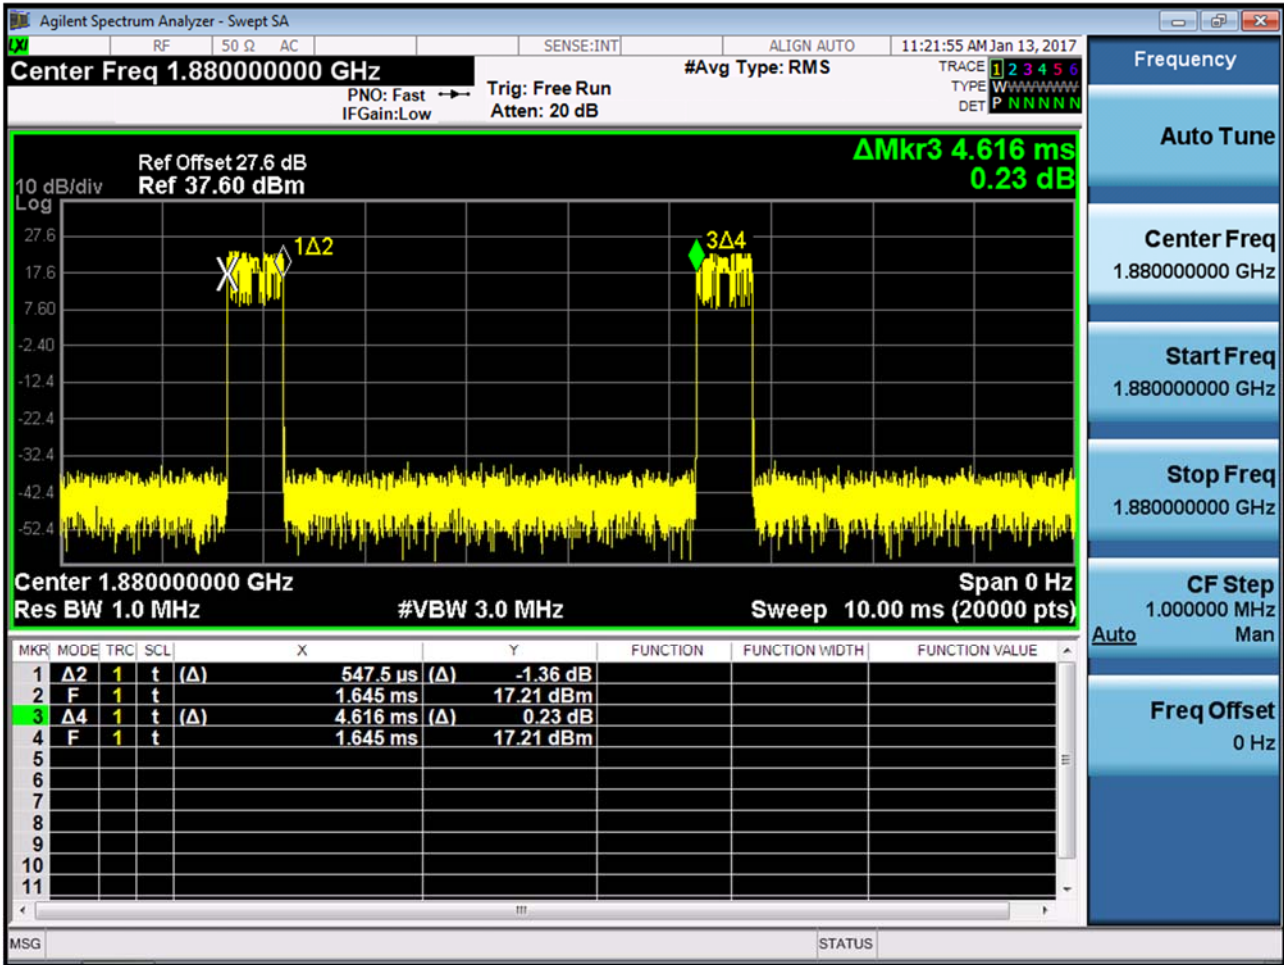 Agilent Spectrum Analyzer - Swept SA
LXI RF 50 Ω AC SENSE:INT ALIGN AUTO 11:21:55 AM Jan 13, 2017
Center Freq 1.880000000 GHz
PNO: Fast
IFGain:Low
Trig: Free Run
Atten: 20 dB
#Avg Type: RMS
TRACE 1 2 3 4 5 6
TYPE WWWWWW
DET P N N N N N
ΔMkr3 4.616 ms
0.23 dB
Ref Offset 27.6 dB
10 dB/div Ref 37.60 dBm
Log
27.6
17.6
7.60
-2.40
-12.4
-22.4
-32.4
-42.4
-52.4
X
1Δ2
3Δ4
Center 1.880000000 GHz Span 0 Hz
Res BW 1.0 MHz #VBW 3.0 MHz Sweep 10.00 ms (20000 pts)
MKR MODE TRC SCL X Y FUNCTION FUNCTION WIDTH FUNCTION VALUE
1 Δ2 1 t (Δ) 547.5 µs (Δ) -1.36 dB
2 F 1 t 1.645 ms 17.21 dBm
3 Δ4 1 t (Δ) 4.616 ms (Δ) 0.23 dB
4 F 1 t 1.645 ms 17.21 dBm
5
6
7
8
9
10
11
MSG STATUS
Frequency
Auto Tune
Center Freq
1.880000000 GHz
Start Freq
1.880000000 GHz
Stop Freq
1.880000000 GHz
CF Step
1.000000 MHz
Auto Man
Freq Offset
0 Hz